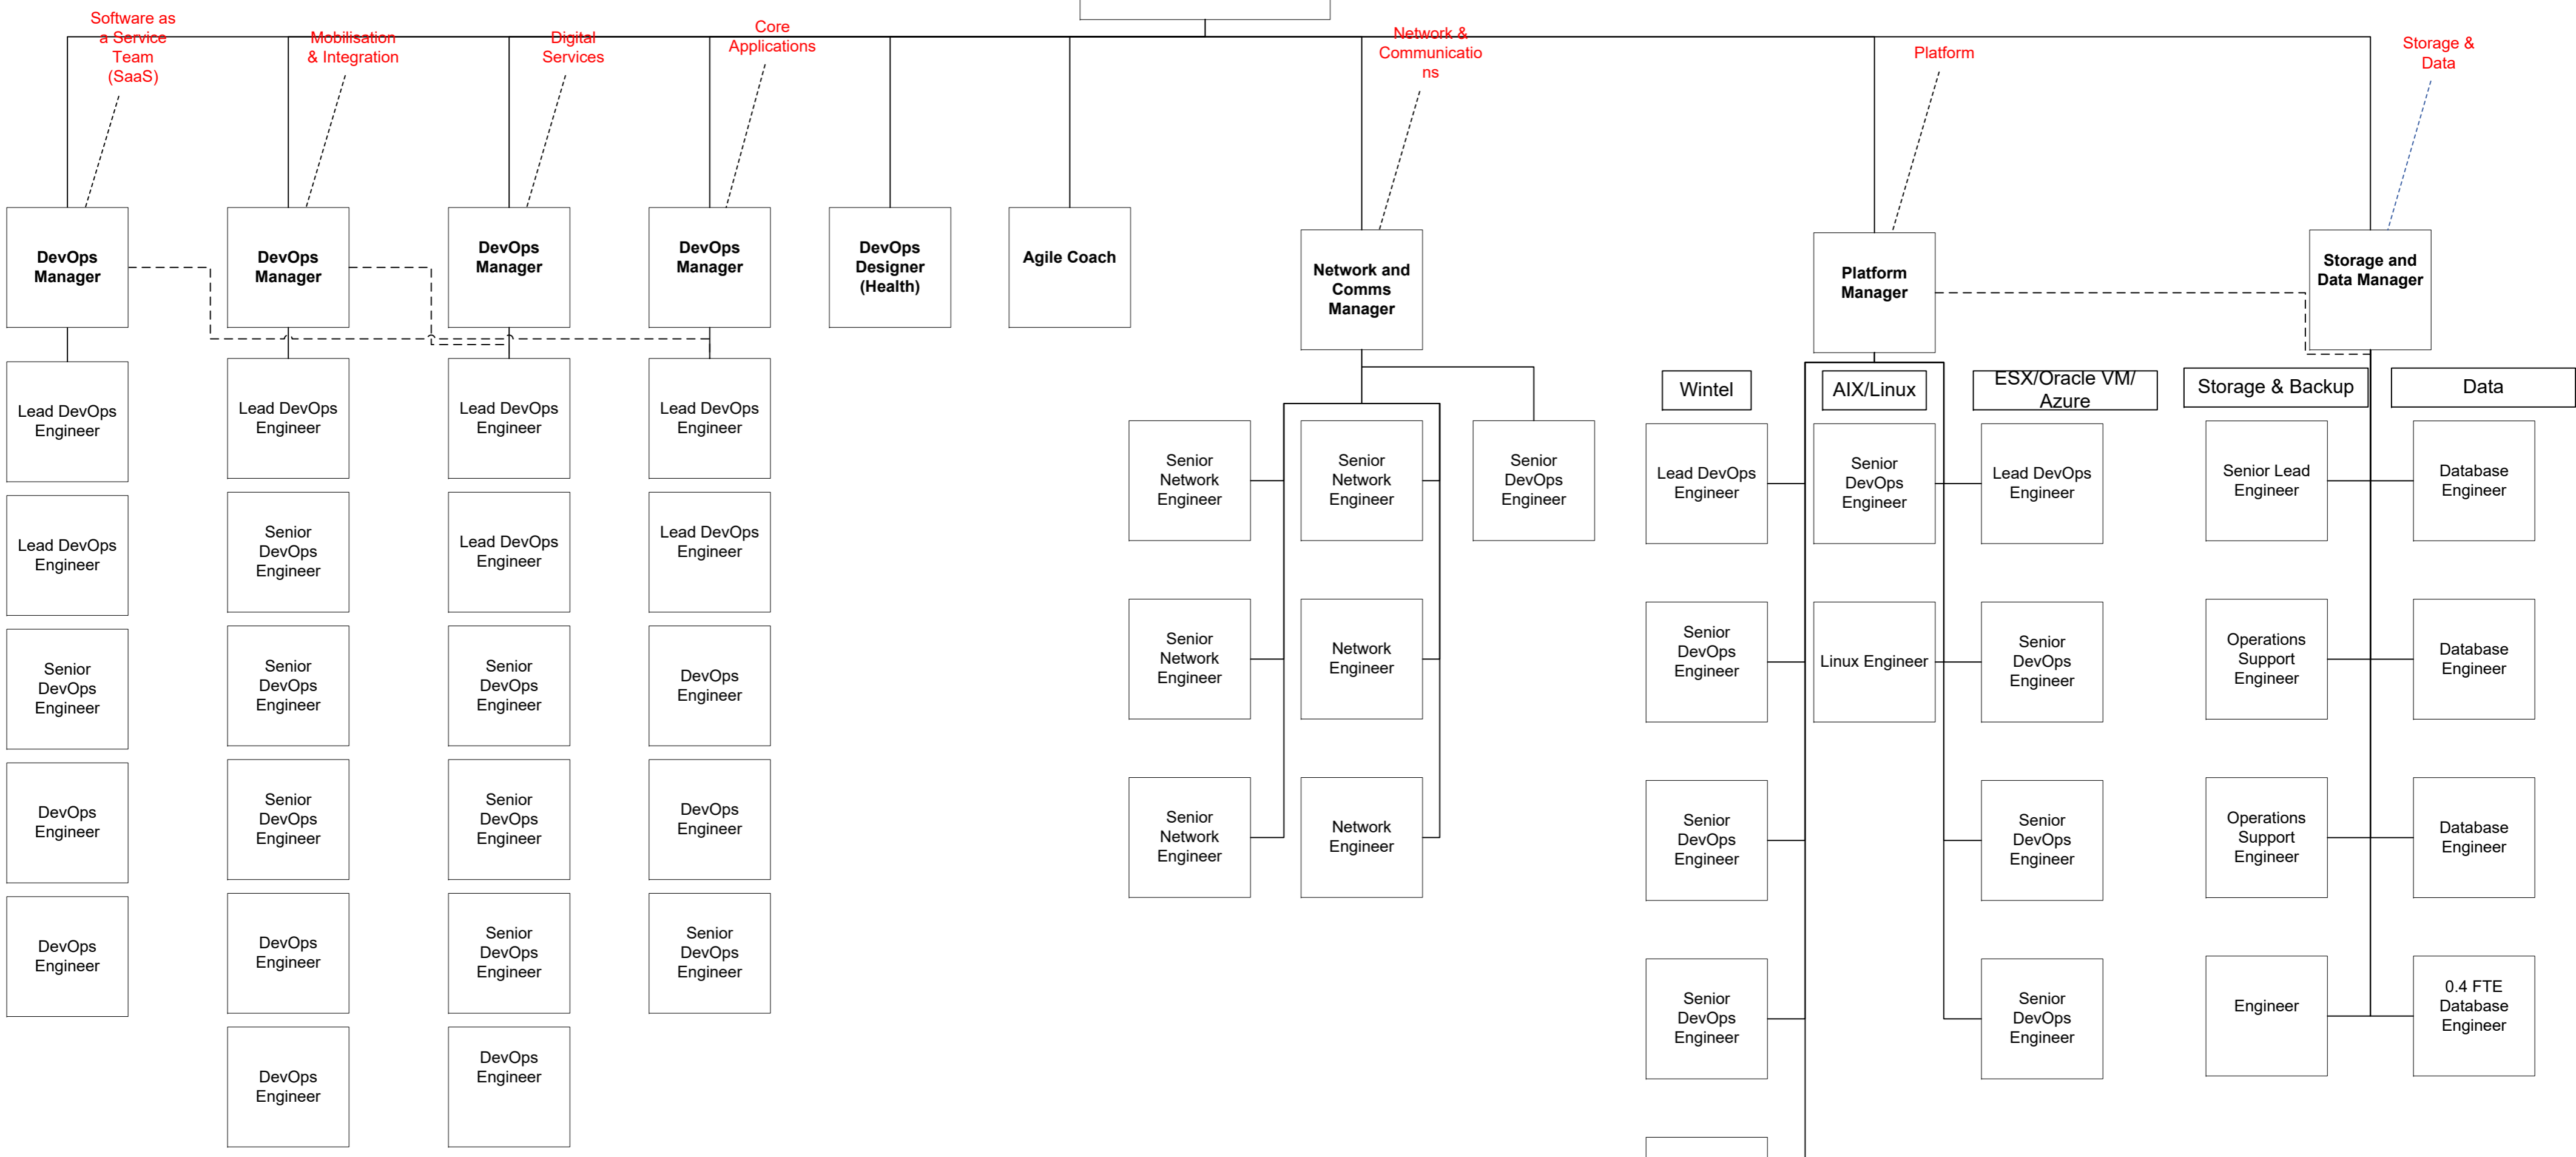 Software as
a Service
Team
(SaaS)
Mobilisation
& Integration
Digital
Services
Core
Applications
Network &
Communicatio
ns
Platform
Storage &
Data
DevOps
Manager
DevOps
Manager
DevOps
Manager
DevOps
Manager
DevOps
Designer
(Health)
Agile Coach
Network and
Comms
Manager
Platform
Manager
Storage and
Data Manager
Wintel
AIX/Linux
ESX/Oracle VM/
Azure
Storage & Backup
Data
Lead DevOps
Engineer
Lead DevOps
Engineer
Senior
DevOps
Engineer
DevOps
Engineer
DevOps
Engineer
Lead DevOps
Engineer
Senior
DevOps
Engineer
Senior
DevOps
Engineer
Senior
DevOps
Engineer
DevOps
Engineer
DevOps
Engineer
Lead DevOps
Engineer
Lead DevOps
Engineer
Senior
DevOps
Engineer
Senior
DevOps
Engineer
Senior
DevOps
Engineer
DevOps
Engineer
Lead DevOps
Engineer
Lead DevOps
Engineer
DevOps
Engineer
DevOps
Engineer
Senior
DevOps
Engineer
Senior
Network
Engineer
Senior
Network
Engineer
Senior
Network
Engineer
Senior
Network
Engineer
Network
Engineer
Network
Engineer
Senior
DevOps
Engineer
Lead DevOps
Engineer
Senior
DevOps
Engineer
Senior
DevOps
Engineer
Senior
DevOps
Engineer
Senior
DevOps
Engineer
Linux Engineer
Lead DevOps
Engineer
Senior
DevOps
Engineer
Senior
DevOps
Engineer
Senior
DevOps
Engineer
Senior Lead
Engineer
Operations
Support
Engineer
Operations
Support
Engineer
Engineer
Database
Engineer
Database
Engineer
Database
Engineer
0.4 FTE
Database
Engineer